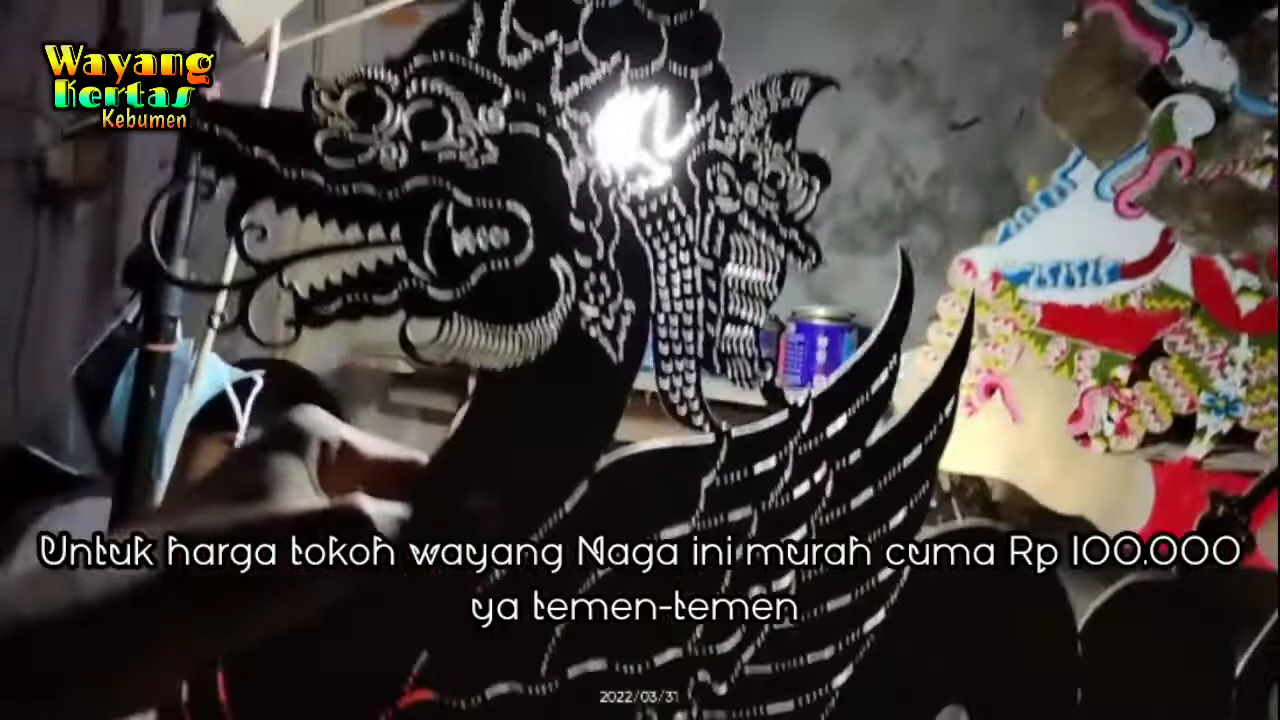 Wayang
Kertas
Kebumen
Untuk harga tokoh wayang Naga ini murah cuma Rp 100.000
ya temen-temen
2022/03/31